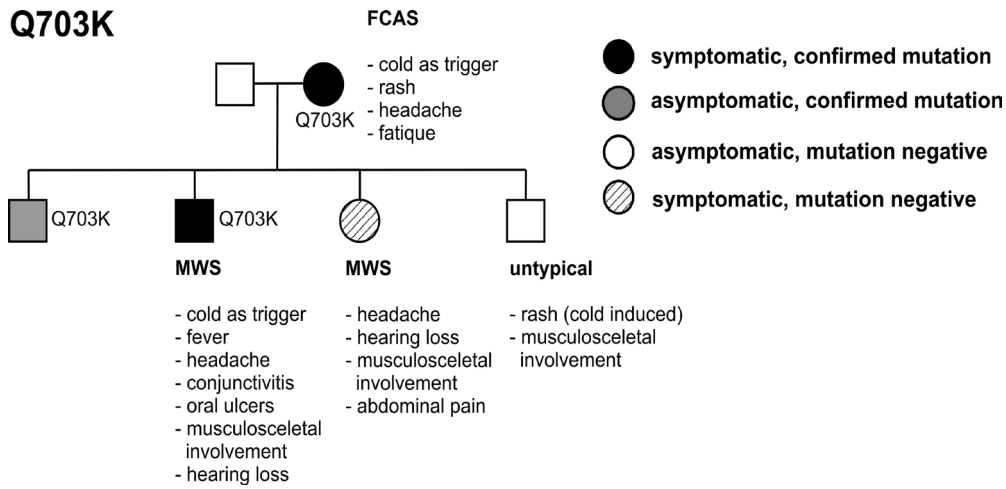 Q703K
FCAS
- cold as trigger
- rash
- headache
- fatique
Q703K
symptomatic, confirmed mutation
asymptomatic, confirmed mutation
asymptomatic, mutation negative
symptomatic, mutation negative
Q703K
Q703K
MWS
- cold as trigger
- fever
- headache
- conjunctivitis
- oral ulcers
- musculosceletal
involvement
- hearing loss
MWS
- headache
- hearing loss
- musculosceletal
involvement
- abdominal pain
untypical
- rash (cold induced)
- musculosceletal
involvement